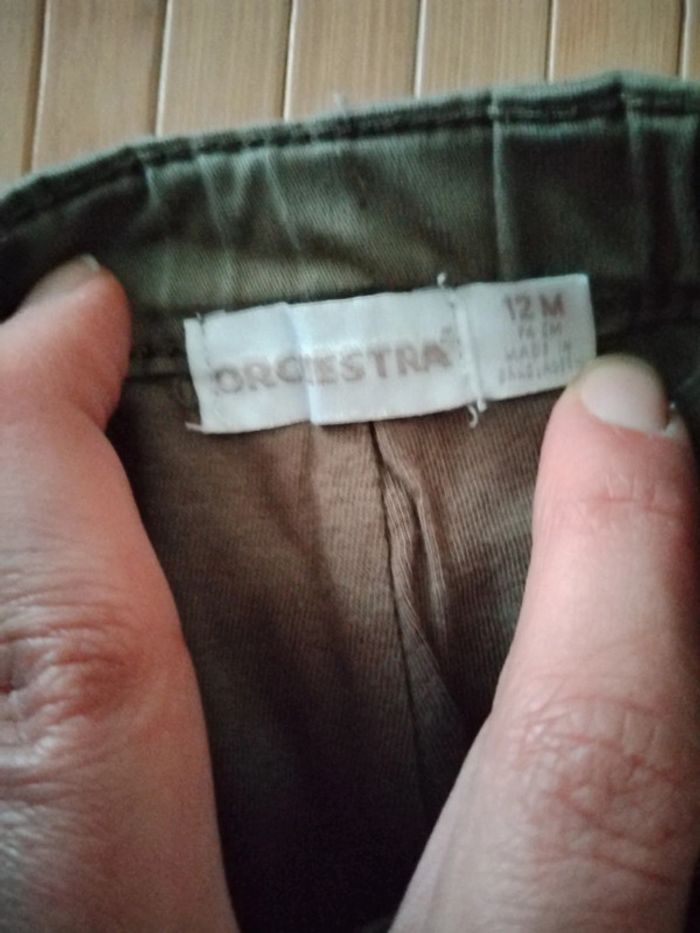 ORCHESTRA
12 M
74 CM
MADE IN
BANGLADESH